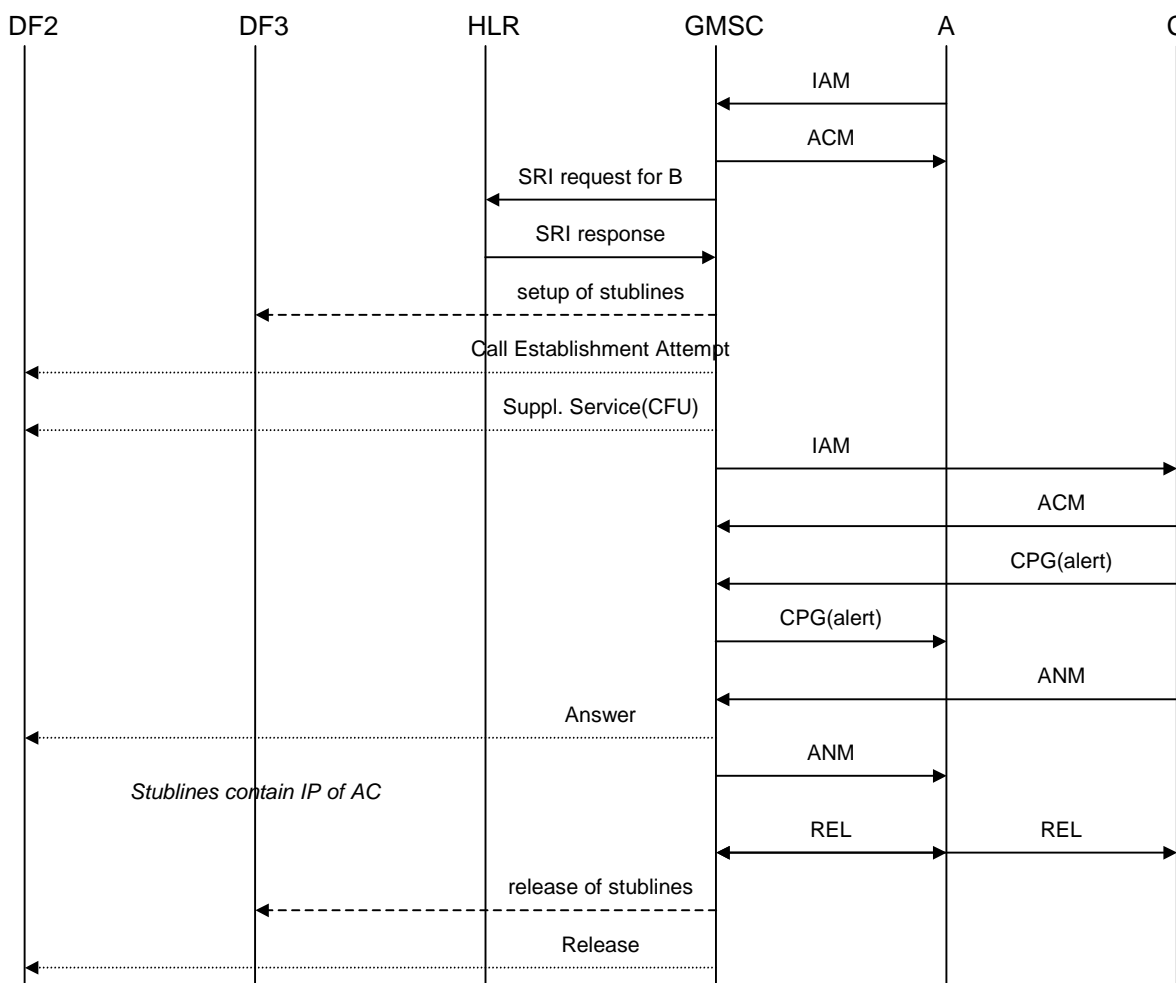 DF2 DF3 HLR GMSC A
IAM
ACM
SRI request for B
SRI response
setup of stublines
Call Establishment Attempt
Suppl. Service(CFU)
IAM
ACM
CPG(alert)
CPG(alert)
ANM
Answer
ANM
Stublines contain IP of AC
REL REL
release of stublines
Release